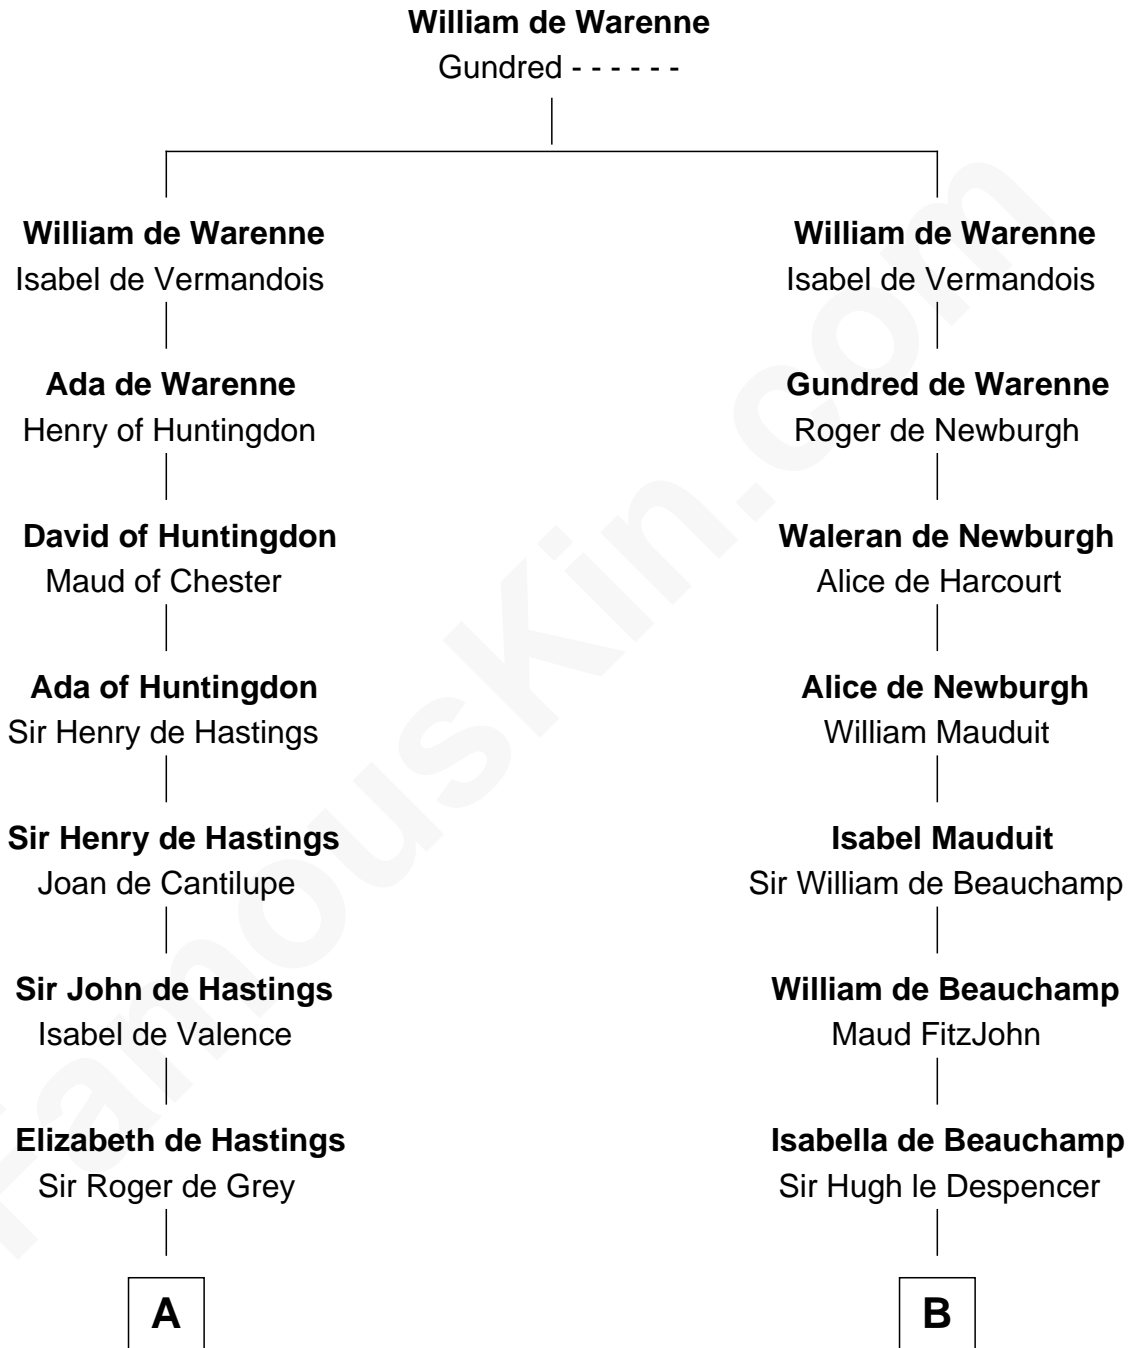 William de Warenne
Gundred - - - - - -
William de Warenne
Isabel de Vermandois
Ada de Warenne
Henry of Huntingdon
David of Huntingdon
Maud of Chester
Ada of Huntingdon
Sir Henry de Hastings
Sir Henry de Hastings
Joan de Cantilupe
Sir John de Hastings
Isabel de Valence
Elizabeth de Hastings
Sir Roger de Grey
A
William de Warenne
Isabel de Vermandois
Gundred de Warenne
Roger de Newburgh
Waleran de Newburgh
Alice de Harcourt
Alice de Newburgh
William Mauduit
Isabel Mauduit
Sir William de Beauchamp
William de Beauchamp
Maud FitzJohn
Isabella de Beauchamp
Sir Hugh le Despencer
B
FamousKin.com